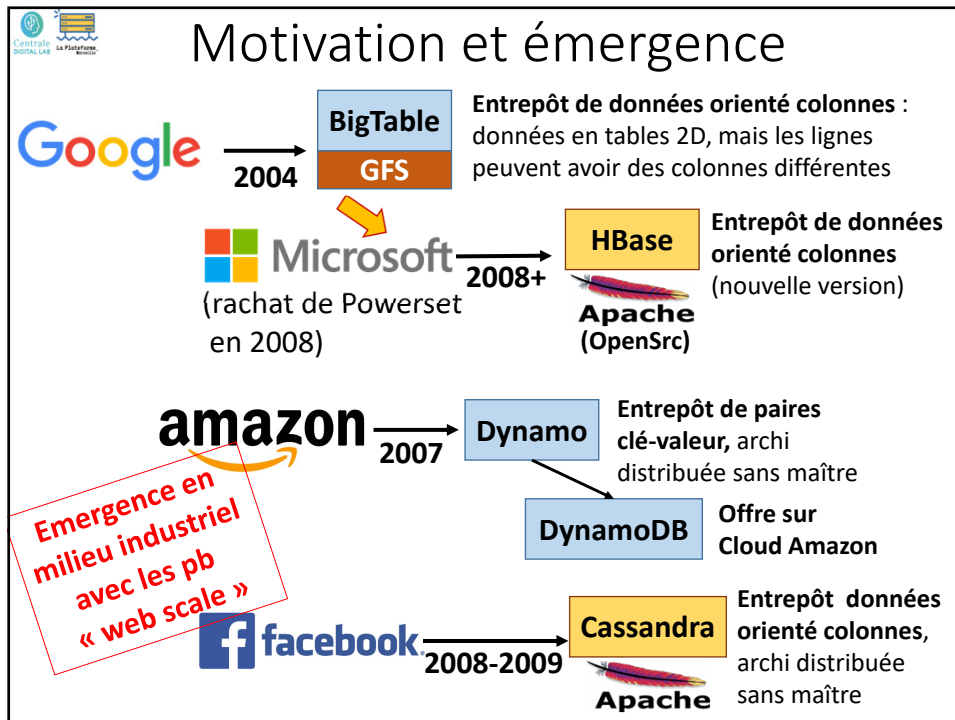 Centrale
DIGITAL LAB
La Plateforme_
Marseille
Motivation et émergence
Google
2004
BigTable
GFS
Entrepôt de données orienté colonnes :
données en tables 2D, mais les lignes
peuvent avoir des colonnes différentes
Microsoft
(rachat de Powerset
en 2008)
2008+
HBase
Apache
(OpenSrc)
Entrepôt de données
orienté colonnes
(nouvelle version)
amazon
2007
Dynamo
Entrepôt de paires
clé-valeur, archi
distribuée sans maître
DynamoDB
Offre sur
Cloud Amazon
Emergence en
milieu industriel
avec les pb
« web scale »
facebook
2008-2009
Cassandra
Apache
Entrepôt données
orienté colonnes,
archi distribuée
sans maître